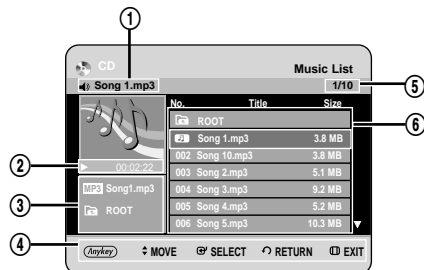 ①
CD
Music List
Song 1.mp3
1/10
⑤
No. Title Size
ROOT
⑥
Song 1.mp3 3.8 MB
002 Song 10.mp3 3.8 MB
②
00:02:22
003 Song 2.mp3 5.1 MB
MP3 Song1.mp3
004 Song 3.mp3 9.2 MB
③
ROOT
005 Song 4.mp3 5.2 MB
006 Song 5.mp3 10.3 MB
④
Anykey MOVE SELECT RETURN EXIT